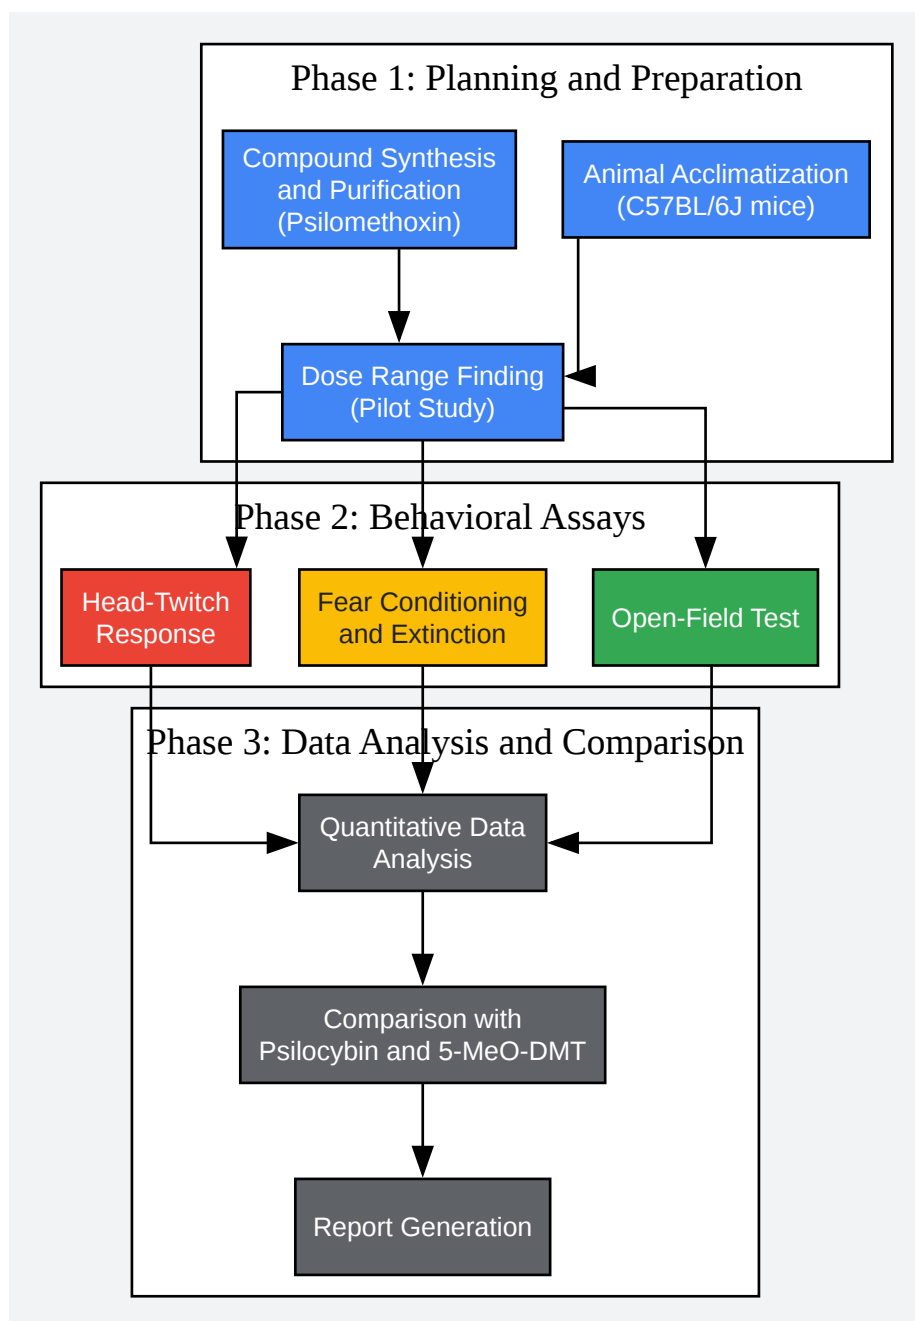 Phase 1: Planning and Preparation
Compound Synthesis
and Purification
(Psilomethoxin)
Animal Acclimatization
(C57BL/6J mice)
Dose Range Finding
(Pilot Study)
Phase 2: Behavioral Assays
Head-Twitch
Response
Fear Conditioning
and Extinction
Open-Field Test
Phase 3: Data Analysis and Comparison
Quantitative Data
Analysis
Comparison with
Psilocybin and 5-MeO-DMT
Report Generation